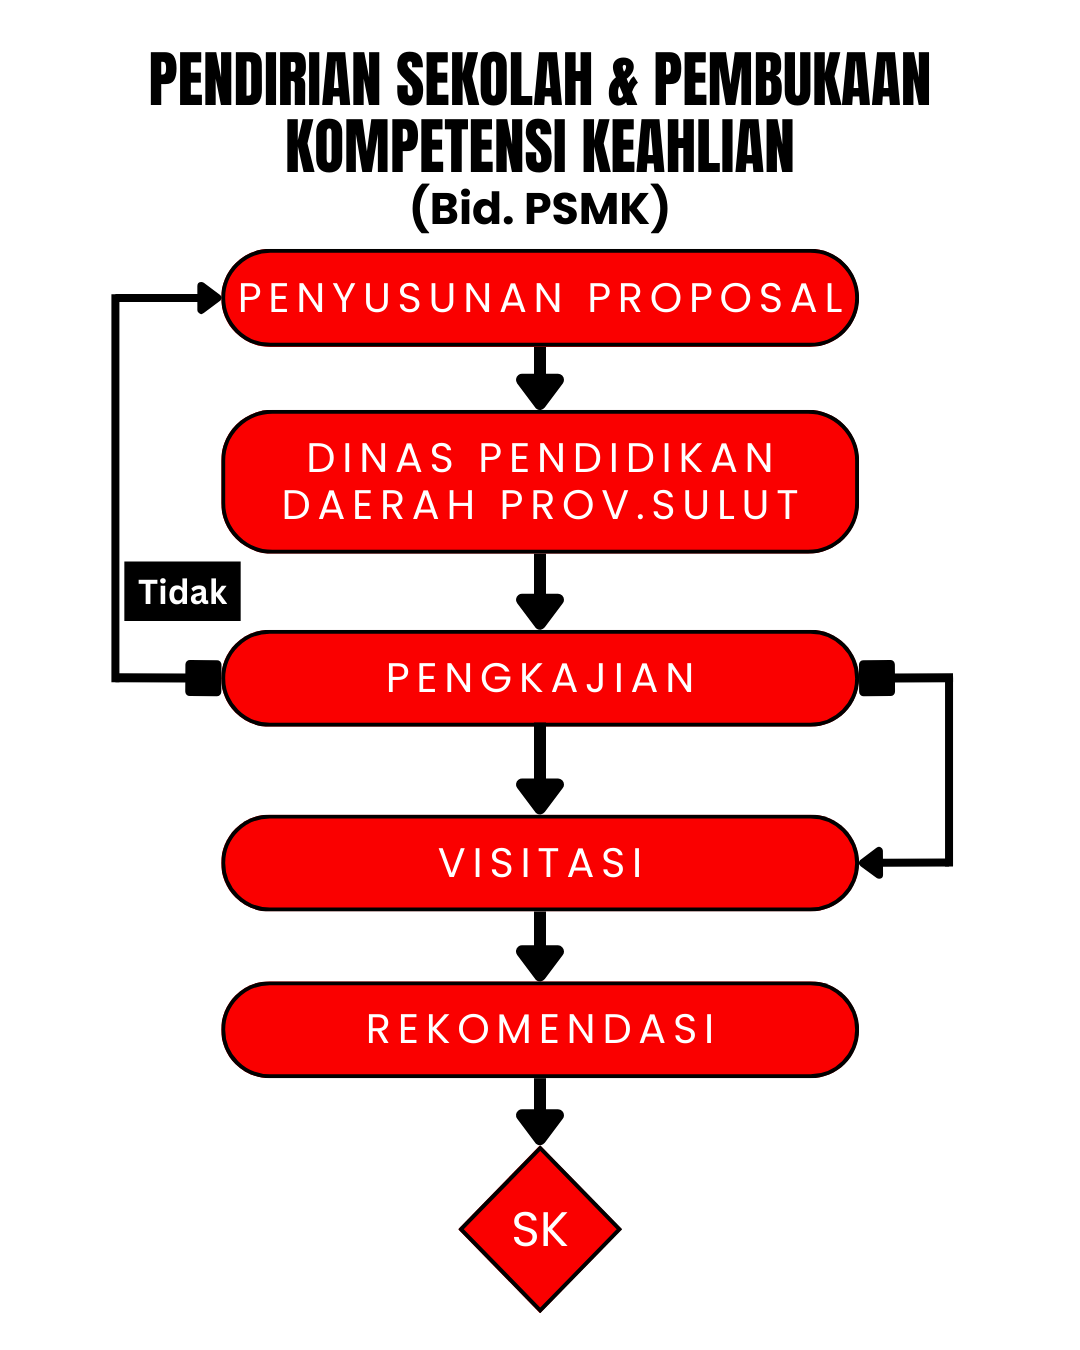 PENDIRIAN SEKOLAH & PEMBUKAAN
KOMPETENSI KEAHLIAN
(Bid. PSMK)
PENYUSUNAN PROPOSAL
DINAS PENDIDIKAN
DAERAH PROV.SULUT
Tidak
PENGKAJIAN
VISITASI
REKOMENDASI
SK